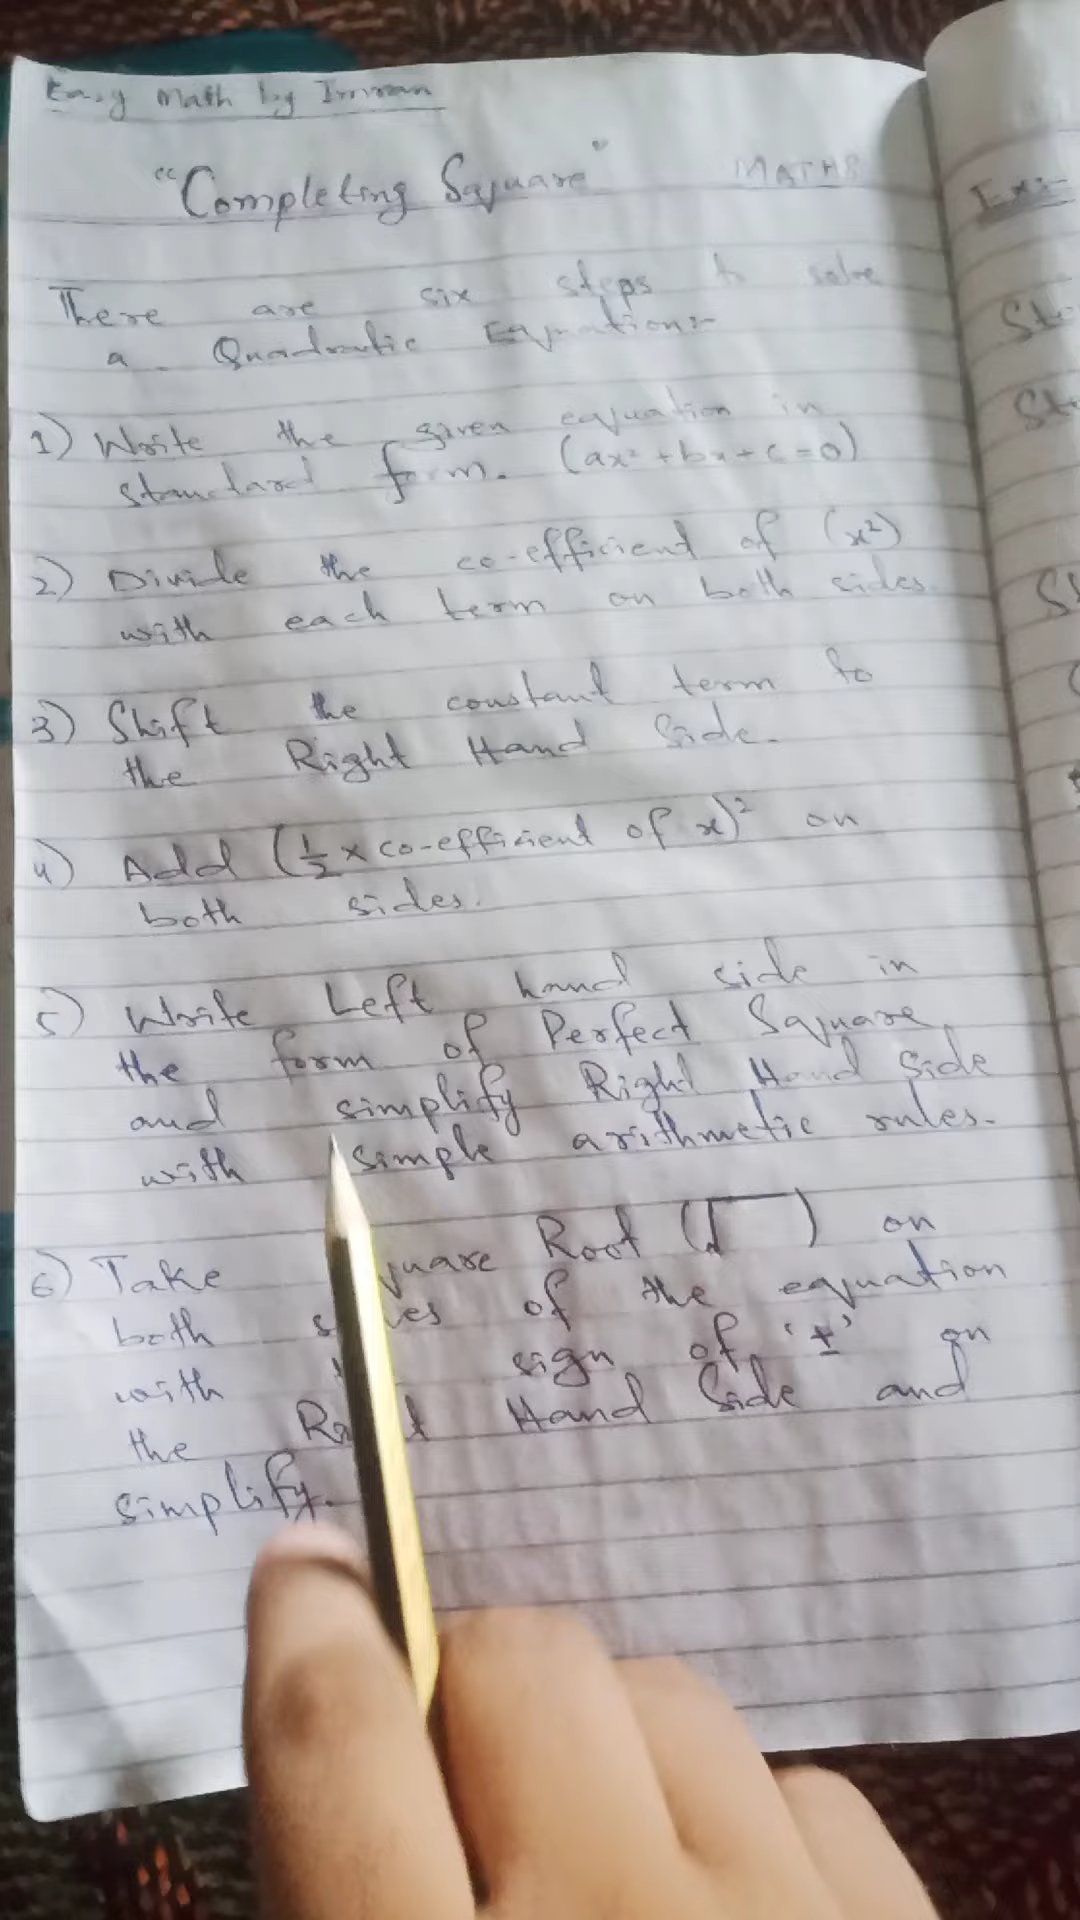 Easy Math by Imran
"Completing Square"
MATHS
There are six steps to solve
a Quadratic Equation:-
1) Write the given equation in
standard form. (ax² + bx + c = 0)
2) Divide the co-efficient of (x²)
with each term on both sides.
3) Shift the constant term to
the Right Hand Side.
4) Add (1/2 × co-efficient of x)² on
both sides.
5) Write Left hand side in
the form of Perfect Square
and simplify Right Hand Side
with simple arithmetic rules.
6) Take quare Root (√ ) on
both of the equation
with sign of '±' on
the Hand Side and
simplify.
Ex:-